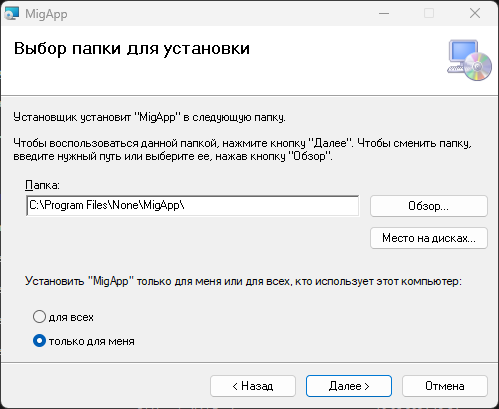 MigApp
Выбор папки для установки
Установщик установит "MigApp" в следующую папку.
Чтобы воспользоваться данной папкой, нажмите кнопку "Далее". Чтобы сменить папку,
введите нужный путь или выберите ее, нажав кнопку "Обзор".
Папка:
C:\Program Files\None\MigApp\
Обзор...
Место на дисках...
Установить "MigApp" только для меня или для всех, кто использует этот компьютер:
для всех
только для меня
< Назад
Далее >
Отмена